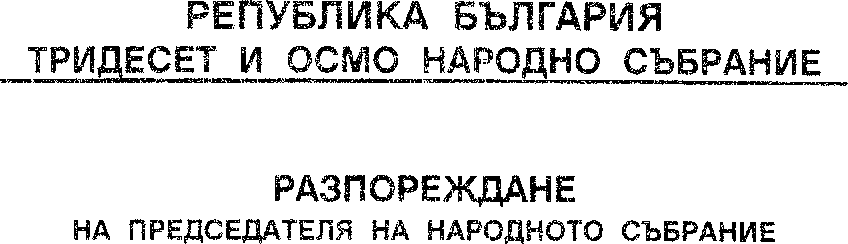 РЕПУБЛИКА БЪЛГАРИЯ
ТРИДЕСЕТ И ОСМО НАРОДНО СЪБРАНИЕ
РАЗПОРЕЖДАНЕ
НА ПРЕДСЕДАТЕЛЯ НА НАРОДНОТО СЪБРАНИЕ